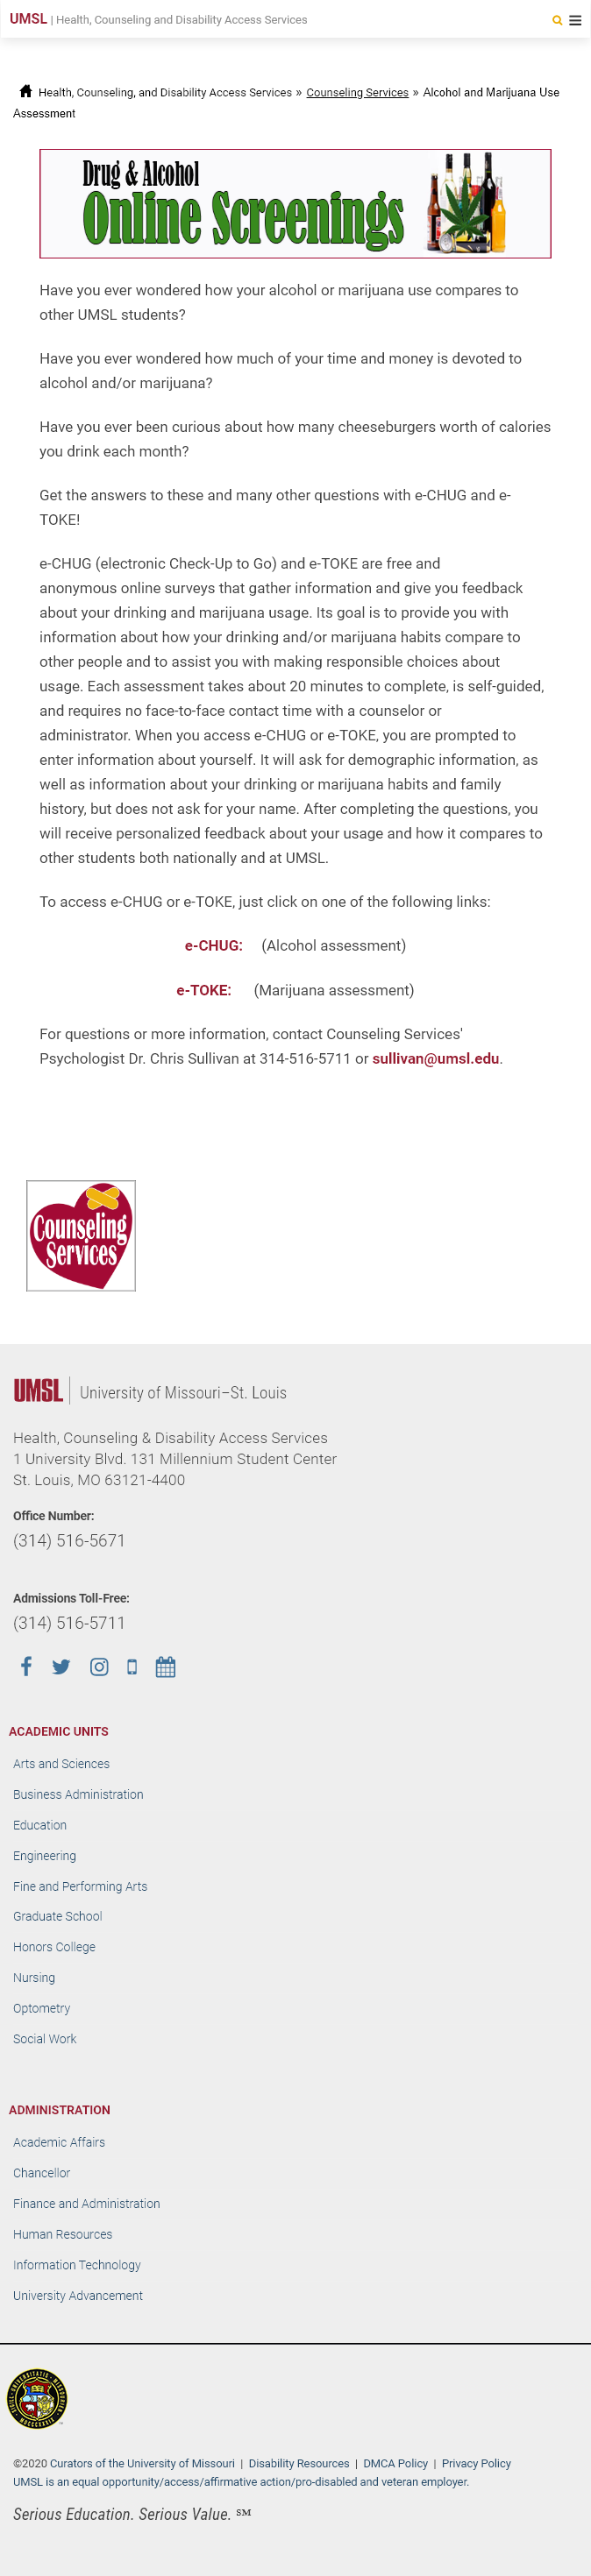 UMSL | Health, Counseling and Disability Access Services
Health, Counseling, and Disability Access Services » Counseling Services » Alcohol and Marijuana Use
Assessment
Drug & Alcohol
Online Screenings
Have you ever wondered how your alcohol or marijuana use compares to
other UMSL students?
Have you ever wondered how much of your time and money is devoted to
alcohol and/or marijuana?
Have you ever been curious about how many cheeseburgers worth of calories
you drink each month?
Get the answers to these and many other questions with e-CHUG and e-
TOKE!
e-CHUG (electronic Check-Up to Go) and e-TOKE are free and
anonymous online surveys that gather information and give you feedback
about your drinking and marijuana usage. Its goal is to provide you with
information about how your drinking and/or marijuana habits compare to
other people and to assist you with making responsible choices about
usage. Each assessment takes about 20 minutes to complete, is self-guided,
and requires no face-to-face contact time with a counselor or
administrator. When you access e-CHUG or e-TOKE, you are prompted to
enter information about yourself. It will ask for demographic information, as
well as information about your drinking or marijuana habits and family
history, but does not ask for your name. After completing the questions, you
will receive personalized feedback about your usage and how it compares to
other students both nationally and at UMSL.
To access e-CHUG or e-TOKE, just click on one of the following links:
e-CHUG: (Alcohol assessment)
e-TOKE: (Marijuana assessment)
For questions or more information, contact Counseling Services'
Psychologist Dr. Chris Sullivan at 314-516-5711 or sullivan@umsl.edu.
Counseling
Services
UMSL | University of Missouri–St. Louis
Health, Counseling & Disability Access Services
1 University Blvd. 131 Millennium Student Center
St. Louis, MO 63121-4400
Office Number:
(314) 516-5671
Admissions Toll-Free:
(314) 516-5711
ACADEMIC UNITS
Arts and Sciences
Business Administration
Education
Engineering
Fine and Performing Arts
Graduate School
Honors College
Nursing
Optometry
Social Work
ADMINISTRATION
Academic Affairs
Chancellor
Finance and Administration
Human Resources
Information Technology
University Advancement
©2020 Curators of the University of Missouri | Disability Resources | DMCA Policy | Privacy Policy
UMSL is an equal opportunity/access/affirmative action/pro-disabled and veteran employer.
Serious Education. Serious Value. ℠